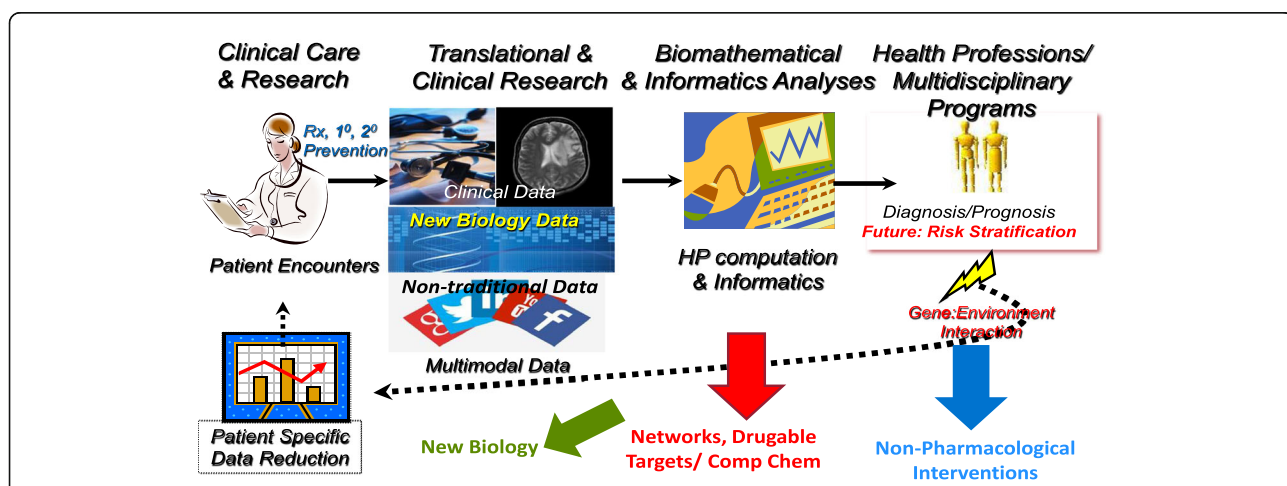 Clinical Care
& Research
Translational &
Clinical Research
Biomathematical
& Informatics Analyses
Health Professions/
Multidisciplinary
Programs
Rx, 1⁰, 2⁰
Prevention
Patient Encounters
Clinical Data
New Biology Data
Non-traditional Data
Multimodal Data
HP computation
& Informatics
Diagnosis/Prognosis
Future: Risk Stratification
Gene:Environment
Interaction
Patient Specific
Data Reduction
New Biology
Networks, Drugable
Targets/ Comp Chem
Non-Pharmacological
Interventions